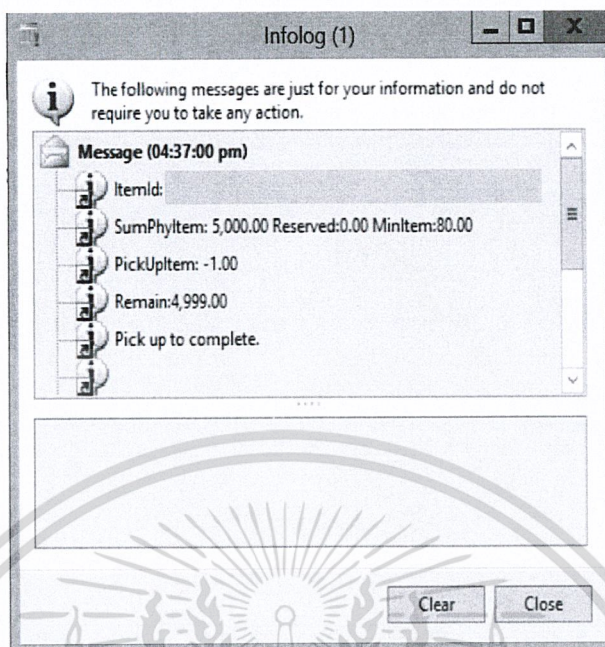 Infolog (1)
X
The following messages are just for your information and do not
require you to take any action.
Message (04:37:00 pm)
ItemId:
SumPhyItem: 5,000.00 Reserved:0.00 MinItem:80.00
PickUpItem: -1.00
Remain:4,999.00
Pick up to complete.
Clear
Close